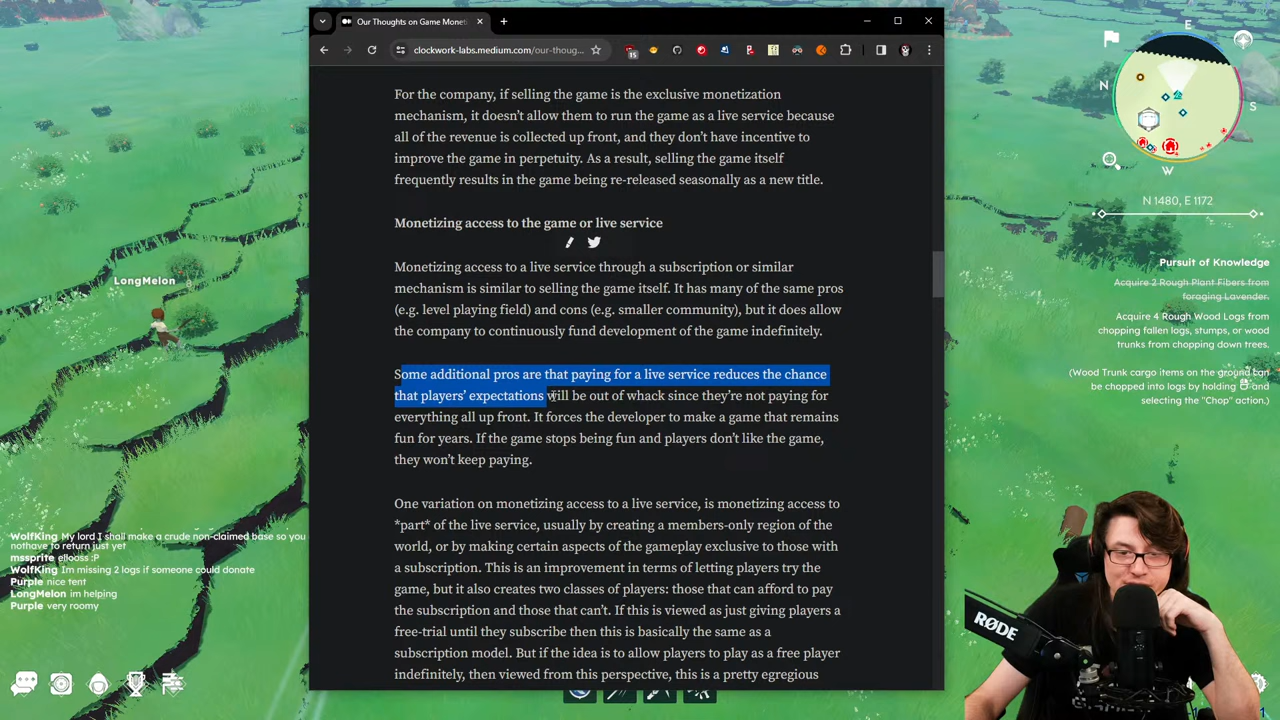 Our Thoughts on Game Moneti
clockwork-labs.medium.com/our-thoug...
15
For the company, if selling the game is the exclusive monetization
mechanism, it doesn't allow them to run the game as a live service because
all of the revenue is collected up front, and they don't have incentive to
improve the game in perpetuity. As a result, selling the game itself
frequently results in the game being re-released seasonally as a new title.
Monetizing access to the game or live service
Monetizing access to a live service through a subscription or similar
mechanism is similar to selling the game itself. It has many of the same pros
(e.g. level playing field) and cons (e.g. smaller community), but it does allow
the company to continuously fund development of the game indefinitely.
Some additional pros are that paying for a live service reduces the chance
that players' expectations will be out of whack since they're not paying for
everything all up front. It forces the developer to make a game that remains
fun for years. If the game stops being fun and players don't like the game,
they won't keep paying.
One variation on monetizing access to a live service, is monetizing access to
*part* of the live service, usually by creating a members-only region of the
world, or by making certain aspects of the gameplay exclusive to those with
a subscription. This is an improvement in terms of letting players try the
game, but it also creates two classes of players: those that can afford to pay
the subscription and those that can't. If this is viewed as just giving players a
free-trial until they subscribe then this is basically the same as a
subscription model. But if the idea is to allow players to play as a free player
indefinitely, then viewed from this perspective, this is a pretty egregious
LongMelon
WolfKing My lord I shall make a crude non-claimed base so you
nothave to return just yet
mssprite ellooss :P
WolfKing Im missing 2 logs if someone could donate
Purple nice tent
LongMelon im helping
Purple very roomy
E
N
S
W
N 1480, E 1172
Pursuit of Knowledge
Acquire 2 Rough Plant Fibers from
foraging Lavender.
Acquire 4 Rough Wood Logs from
chopping fallen logs, stumps, or wood
trunks from chopping down trees.
(Wood Trunk cargo items on the ground can
be chopped into logs by holding and
selecting the "Chop" action.)
RØDE